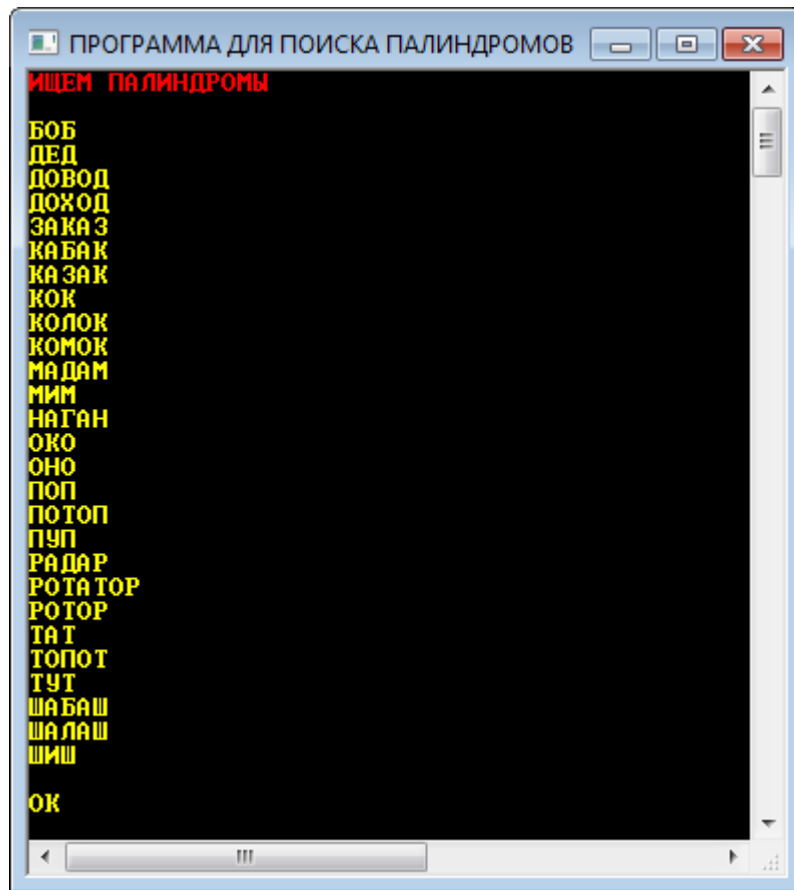 ПРОГРАММА ДЛЯ ПОИСКА ПАЛИНДРОМОВ
ИЩЕМ ПАЛИНДРОМЫ
БОБ
ДЕД
ДОВОД
ДОХОД
ЗАКАЗ
КАБАК
КАЗАК
КОК
КОЛОК
КОМОК
МАДАМ
МИМ
НАГАН
ОКО
ОНО
ПОП
ПОТОП
ПУП
РАДАР
РОТАТОР
РОТОР
ТАТ
ТОПОТ
ТУТ
ШАБАШ
ШАЛАШ
ШИШ
ОК